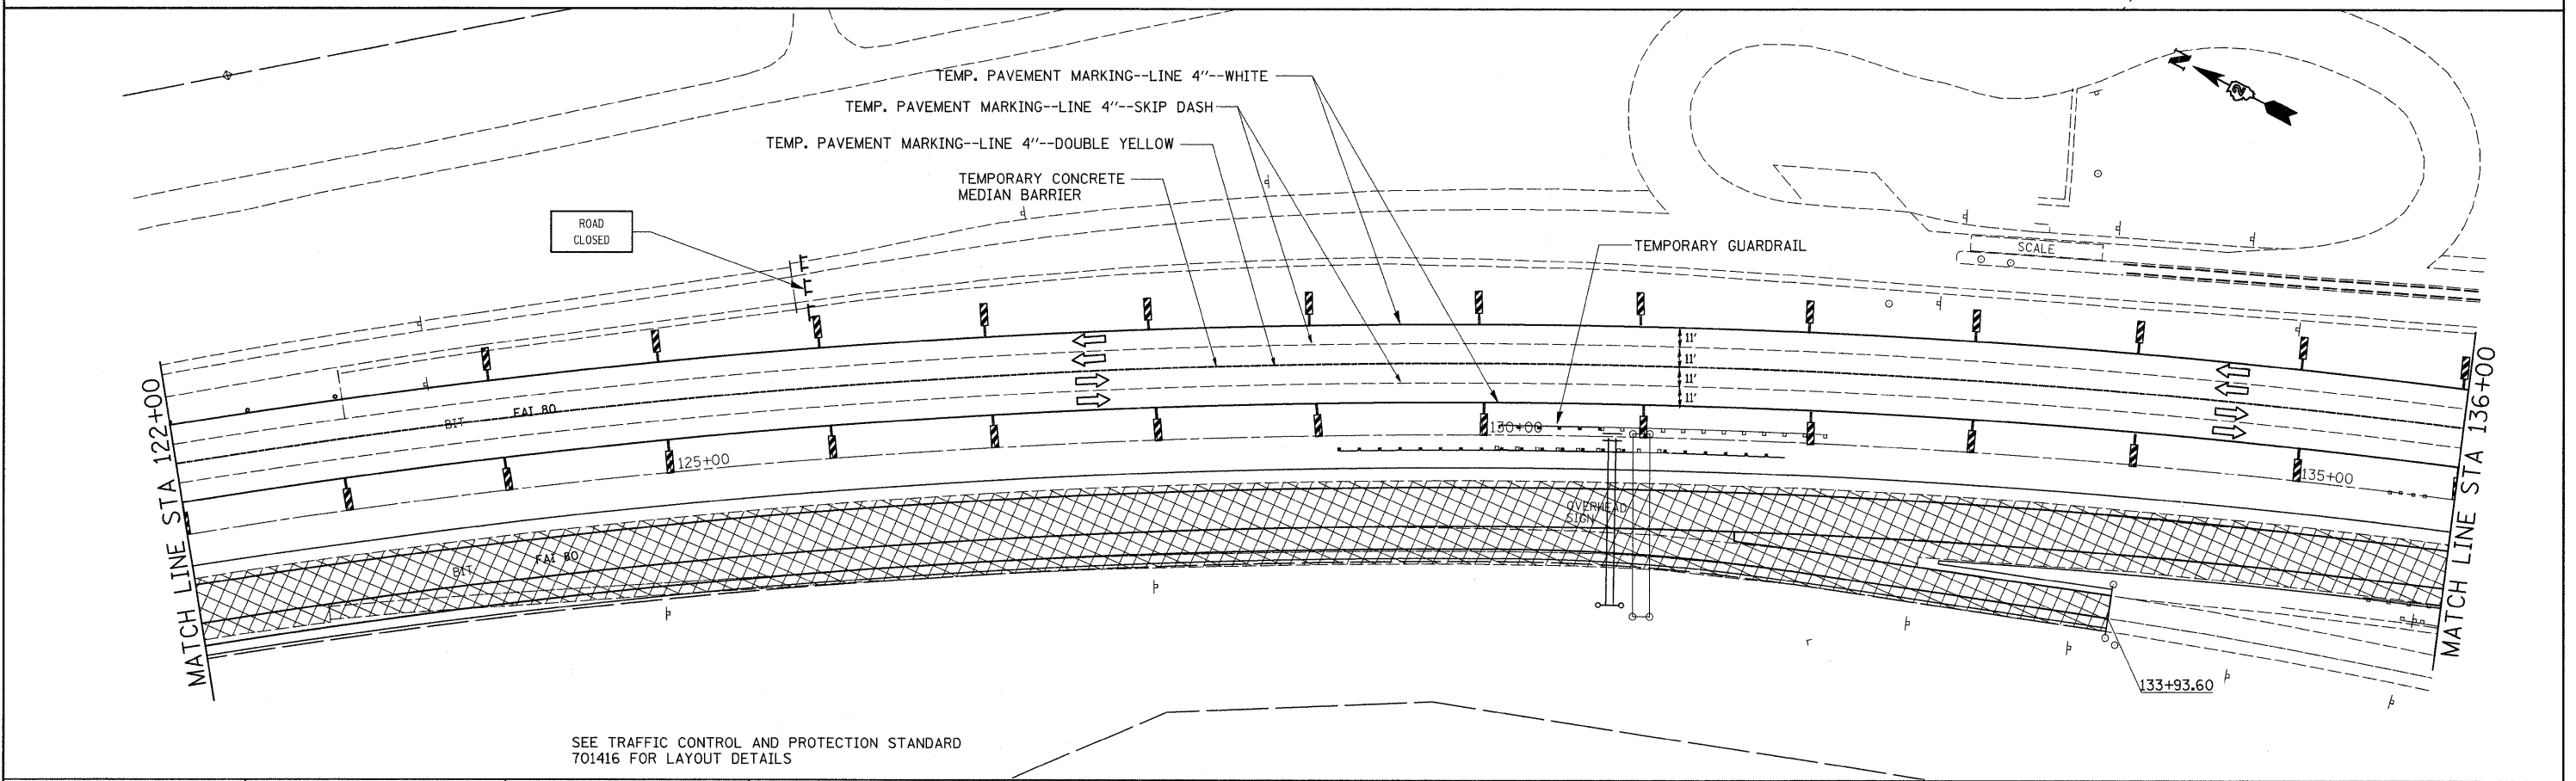 TEMP. PAVEMENT MARKING--LINE 4''--WHITE
TEMP. PAVEMENT MARKING--LINE 4''--SKIP DASH
TEMP. PAVEMENT MARKING--LINE 4''--DOUBLE YELLOW
TEMPORARY CONCRETE
MEDIAN BARRIER
ROAD
CLOSED
TEMPORARY GUARDRAIL
N
SCALE
11'
11'
11'
11'
MATCH LINE STA 122+00
MATCH LINE STA 136+00
BIT
FAI 80
125+00
130+00
135+00
OVERHEAD
SIGN
BIT
FAI 80
133+93.60
SEE TRAFFIC CONTROL AND PROTECTION STANDARD
701416 FOR LAYOUT DETAILS